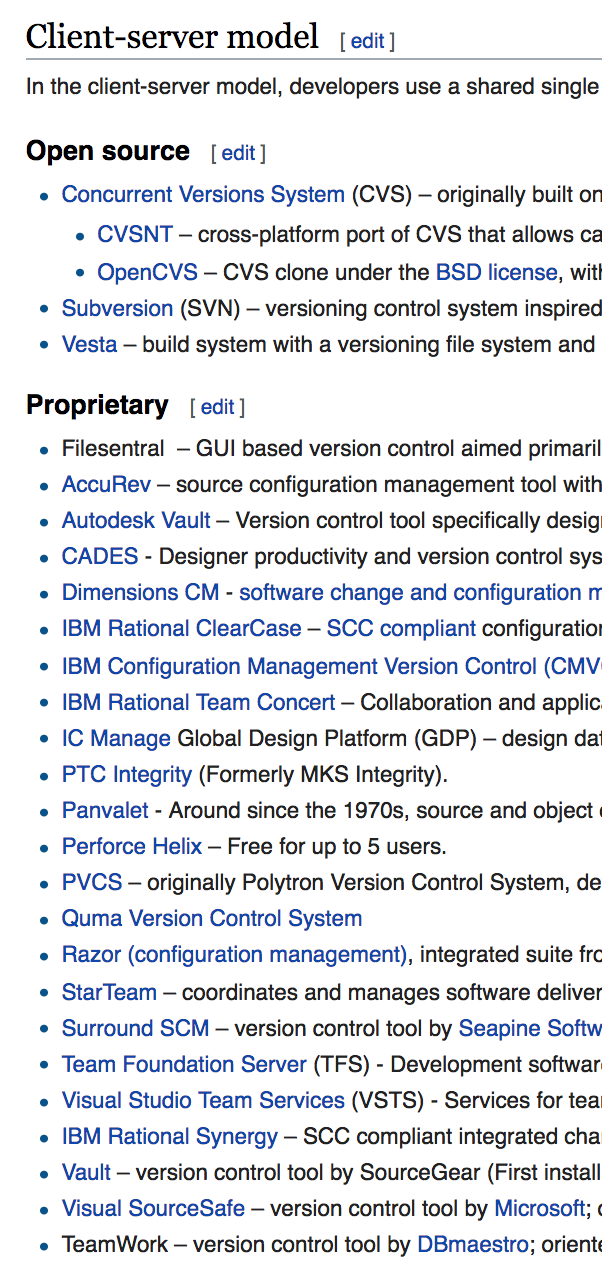 Client-server model [ edit ]
In the client-server model, developers use a shared single
Open source [ edit ]
Concurrent Versions System (CVS) – originally built on
CVSNT – cross-platform port of CVS that allows ca
OpenCVS – CVS clone under the BSD license, with
Subversion (SVN) – versioning control system inspired
Vesta – build system with a versioning file system and
Proprietary [ edit ]
Filesentral – GUI based version control aimed primaril
AccuRev – source configuration management tool with
Autodesk Vault – Version control tool specifically desig
CADES - Designer productivity and version control sys
Dimensions CM - software change and configuration m
IBM Rational ClearCase – SCC compliant configuration
IBM Configuration Management Version Control (CMV
IBM Rational Team Concert – Collaboration and applic
IC Manage Global Design Platform (GDP) – design dat
PTC Integrity (Formerly MKS Integrity).
Panvalet - Around since the 1970s, source and object
Perforce Helix – Free for up to 5 users.
PVCS – originally Polytron Version Control System, de
Quma Version Control System
Razor (configuration management), integrated suite fro
StarTeam – coordinates and manages software deliver
Surround SCM – version control tool by Seapine Softw
Team Foundation Server (TFS) - Development software
Visual Studio Team Services (VSTS) - Services for tea
IBM Rational Synergy – SCC compliant integrated cha
Vault – version control tool by SourceGear (First install
Visual SourceSafe – version control tool by Microsoft;
TeamWork – version control tool by DBmaestro; oriente